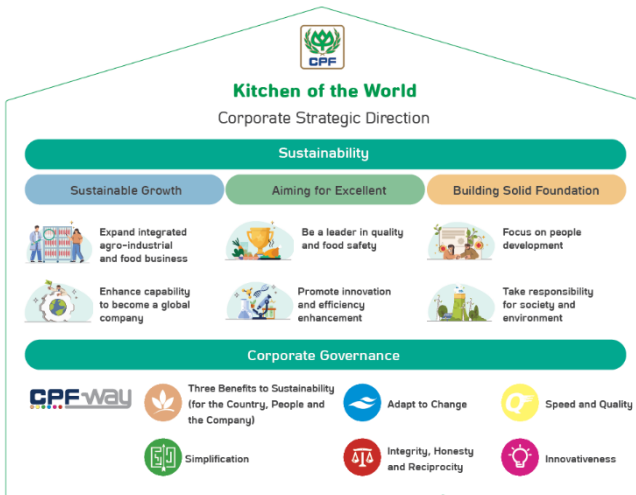 CPF
Kitchen of the World
Corporate Strategic Direction
Sustainability
Sustainable Growth
Aiming for Excellent
Building Solid Foundation
Expand integrated
agro-industrial
and food business
Be a leader in quality
and food safety
Focus on people
development
Enhance capability
to become a global
company
Promote innovation
and efficiency
enhancement
Take responsibility
for society and
environment
Corporate Governance
CPF-way
Three Benefits to Sustainability
(for the Country, People and
the Company)
Adapt to Change
Speed and Quality
Simplification
Integrity, Honesty
and Reciprocity
Innovativeness